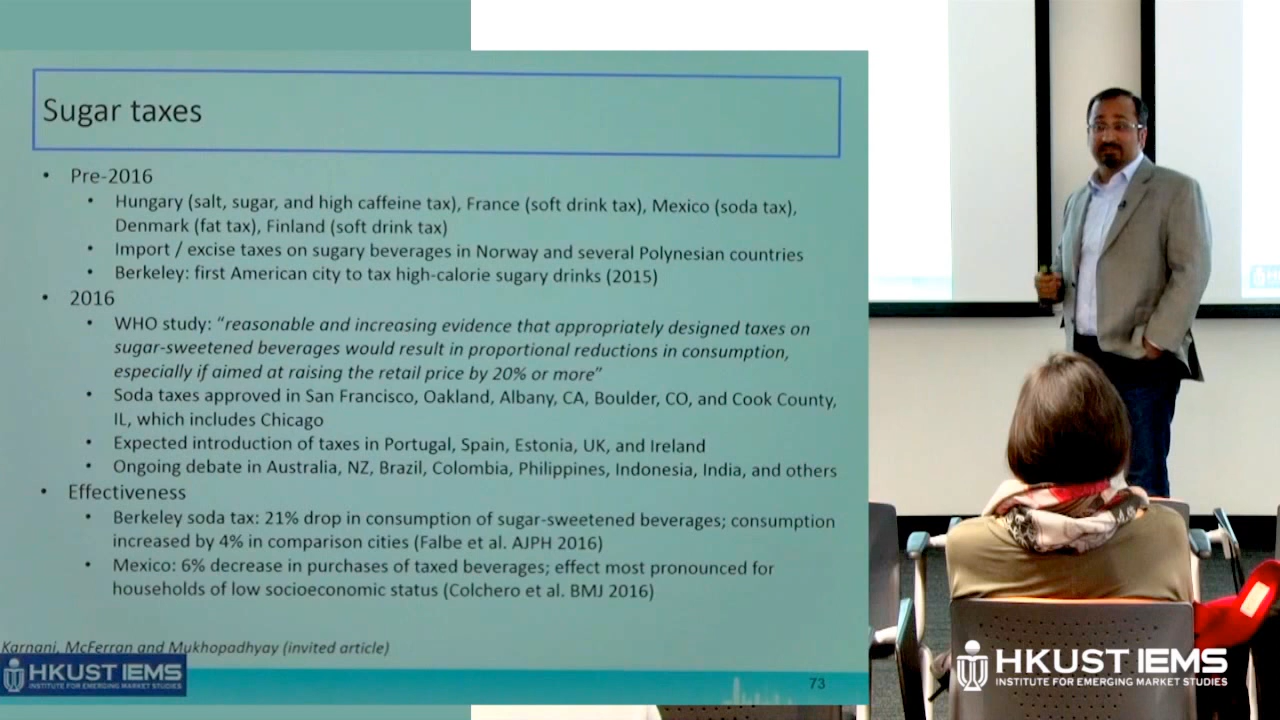 Sugar taxes
• Pre-2016
• Hungary (salt, sugar, and high caffeine tax), France (soft drink tax), Mexico (soda tax),
Denmark (fat tax), Finland (soft drink tax)
• Import / excise taxes on sugary beverages in Norway and several Polynesian countries
• Berkeley: first American city to tax high-calorie sugary drinks (2015)
• 2016
• WHO study: “reasonable and increasing evidence that appropriately designed taxes on
sugar-sweetened beverages would result in proportional reductions in consumption,
especially if aimed at raising the retail price by 20% or more”
• Soda taxes approved in San Francisco, Oakland, Albany, CA, Boulder, CO, and Cook County,
IL, which includes Chicago
• Expected introduction of taxes in Portugal, Spain, Estonia, UK, and Ireland
• Ongoing debate in Australia, NZ, Brazil, Colombia, Philippines, Indonesia, India, and others
• Effectiveness
• Berkeley soda tax: 21% drop in consumption of sugar-sweetened beverages; consumption
increased by 4% in comparison cities (Falbe et al. AJPH 2016)
• Mexico: 6% decrease in purchases of taxed beverages; effect most pronounced for
households of low socioeconomic status (Colchero et al. BMJ 2016)
Karnani, McFerran and Mukhopadhyay (invited article)
HKUST IEMS
INSTITUTE FOR EMERGING MARKET STUDIES
73
HKUST IEMS
INSTITUTE FOR EMERGING MARKET STUDIES